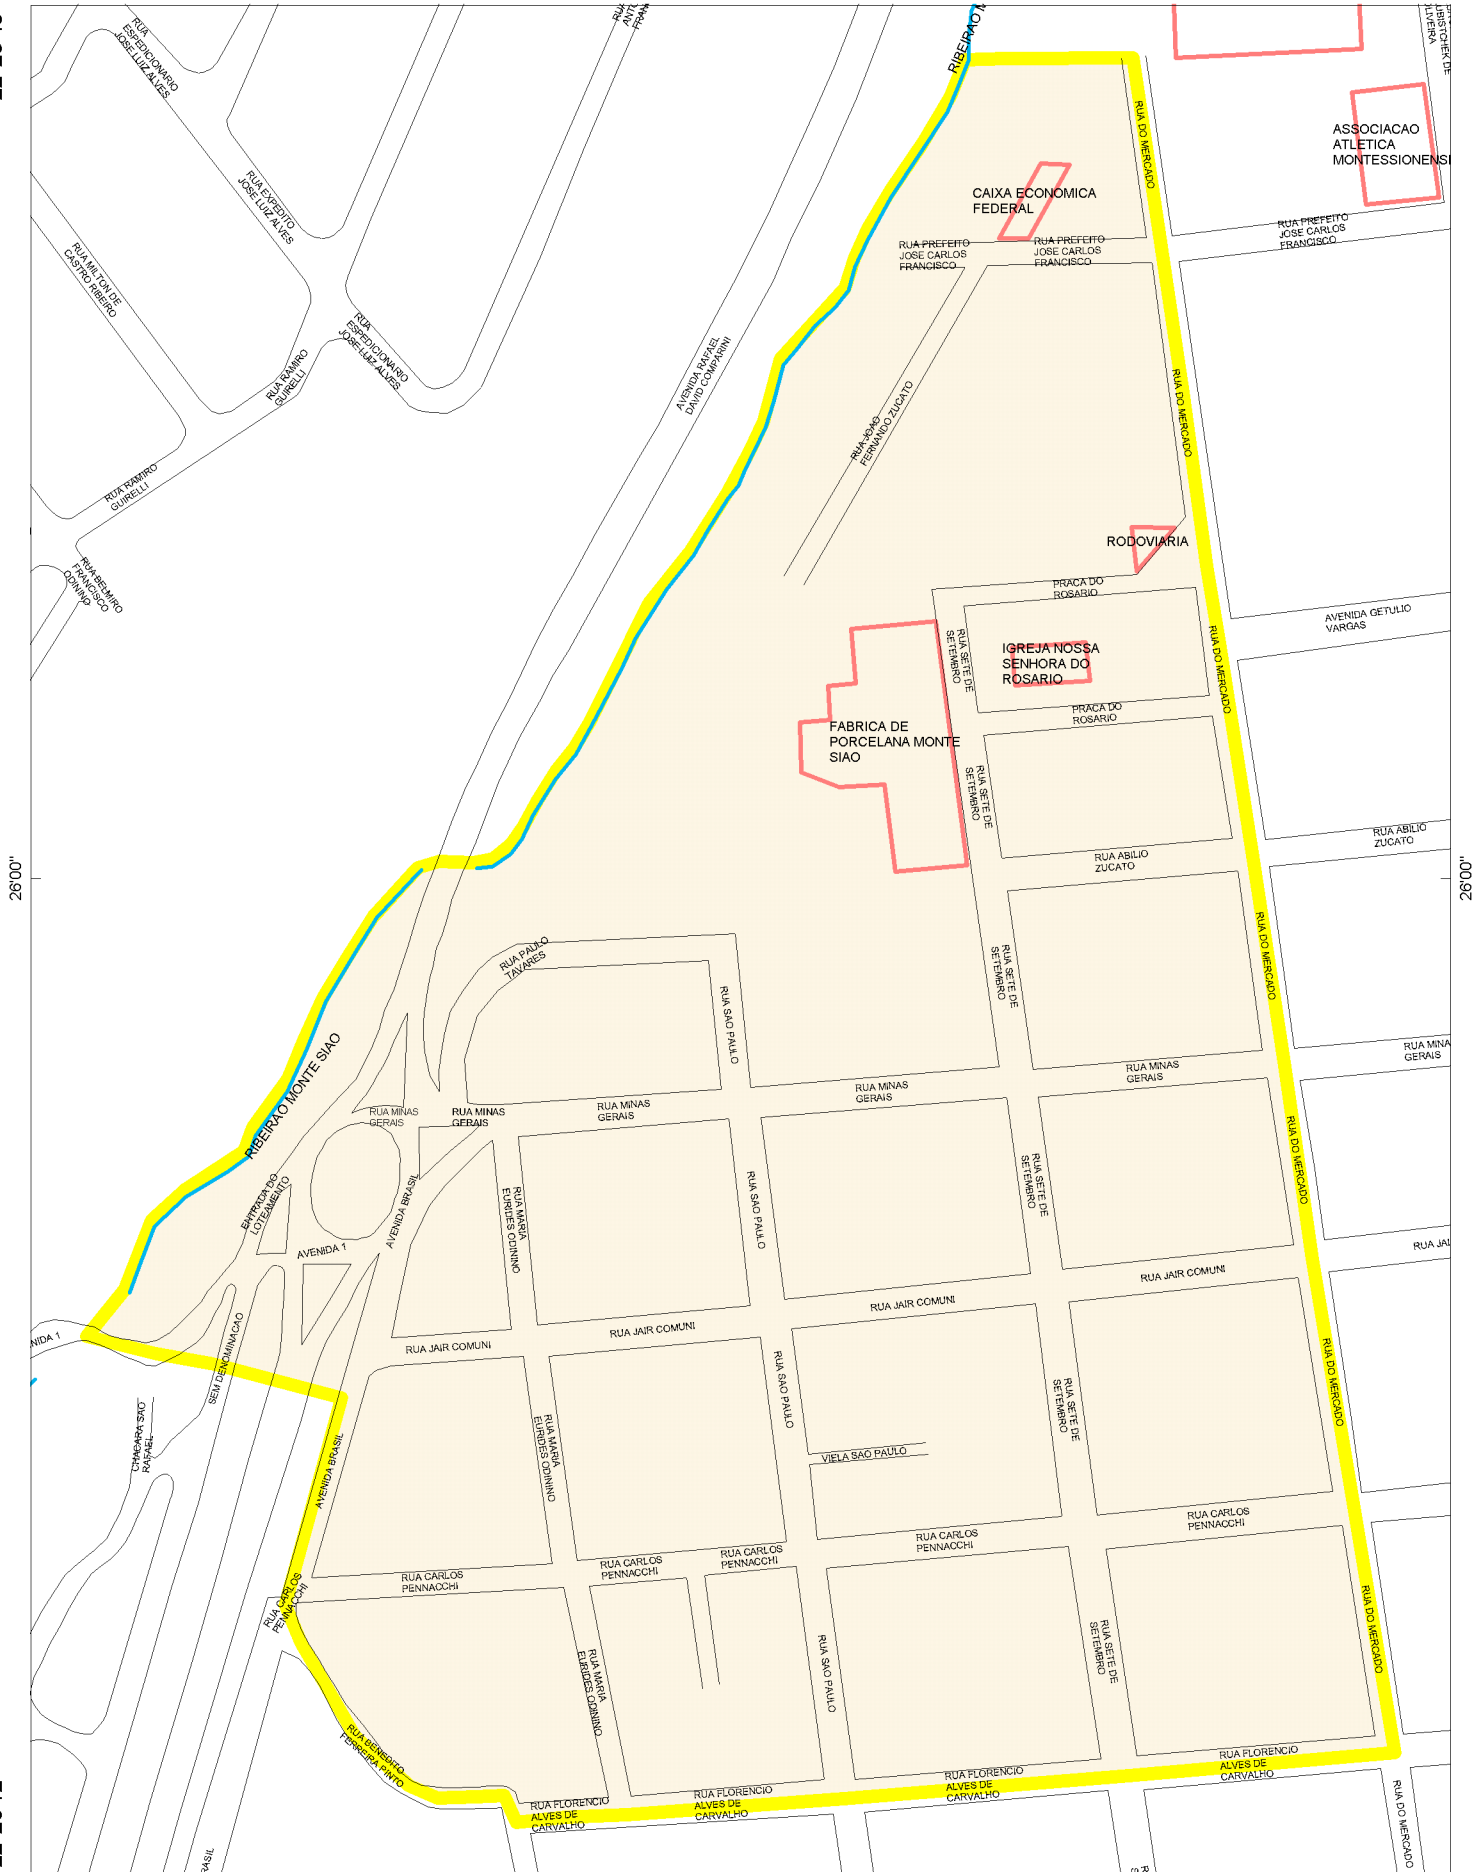 RUA
ESPEDICIONARIO
JOSE LUIZ ALVES
RIBEIRAO M
RUA DO MERCADO
ASSOCIACAO
ATLETICA
MONTESSIONENSE
CAIXA ECONOMICA
FEDERAL
RUA EXPEDITO
JOSE LUIZ ALVES
RUA PREFEITO
JOSE CARLOS
FRANCISCO
RUA PREFEITO
JOSE CARLOS
FRANCISCO
RUA PREFEITO
JOSE CARLOS
FRANCISCO
RUA MILTON DE
CASTRO RIBEIRO
RUA
ESPEDICIONARIO
JOSE LUIZ ALVES
RUA RAMIRO
GUIRELLI
AVENIDA RAFAEL
DAVID COMPARINI
RUA JOAO
FERNANDO ZUCATO
RUA DO MERCADO
RUA RAMIRO
GUIRELLI
RODOVIARIA
RUA BELMIRO
FRANCISCO
ODININO
PRACA DO
ROSARIO
AVENIDA GETULIO
VARGAS
RUA SETE DE
SETEMBRO
IGREJA NOSSA
SENHORA DO
ROSARIO
RUA DO MERCADO
PRACA DO
ROSARIO
FABRICA DE
PORCELANA MONTE
SIAO
RUA SETE DE
SETEMBRO
RUA ABILIO
ZUCATO
RUA ABILIO
ZUCATO
26'00"
26'00"
RUA PAULO
TAVARES
RUA SETE DE
SETEMBRO
RUA DO MERCADO
RUA SAO PAULO
RIBEIRAO MONTE SIAO
RUA MINAS
GERAIS
RUA MINAS
GERAIS
RUA MINAS
GERAIS
RUA MINAS
GERAIS
RUA MINAS
GERAIS
RUA MINA
GERAIS
RUA DO MERCADO
ENTRADA DO
LOTEAMENTO
AVENIDA BRASIL
RUA MARIA
EURIDES ODININO
RUA SAO PAULO
RUA SETE DE
SETEMBRO
AVENIDA 1
RUA JAI
RUA JAIR COMUNI
RUA JAIR COMUNI
RUA JAIR COMUNI
RUA JAIR COMUNI
NIDA 1
SEM DENOMINACAO
RUA DO MERCADO
CHACARA SAO
RAFAEL
AVENIDA BRASIL
RUA MARIA
EURIDES ODININO
RUA SAO PAULO
VIELA SAO PAULO
RUA SETE DE
SETEMBRO
RUA CARLOS
PENNACCHI
RUA CARLOS
PENNACCHI
RUA CARLOS
PENNACCHI
RUA CARLOS
PENNACCHI
RUA CARLOS
PENNACCHI
RUA CARLOS
PENNACCHI
RUA DO MERCADO
RUA MARIA
EURIDES ODININO
RUA SAO PAULO
RUA SETE DE
SETEMBRO
RUA BENEDITO
FERREIRA PINTO
RUA FLORENCIO
ALVES DE
CARVALHO
RUA FLORENCIO
ALVES DE
CARVALHO
RUA FLORENCIO
ALVES DE
CARVALHO
RUA FLORENCIO
ALVES DE
CARVALHO
RUA DO MERCADO
RASIL